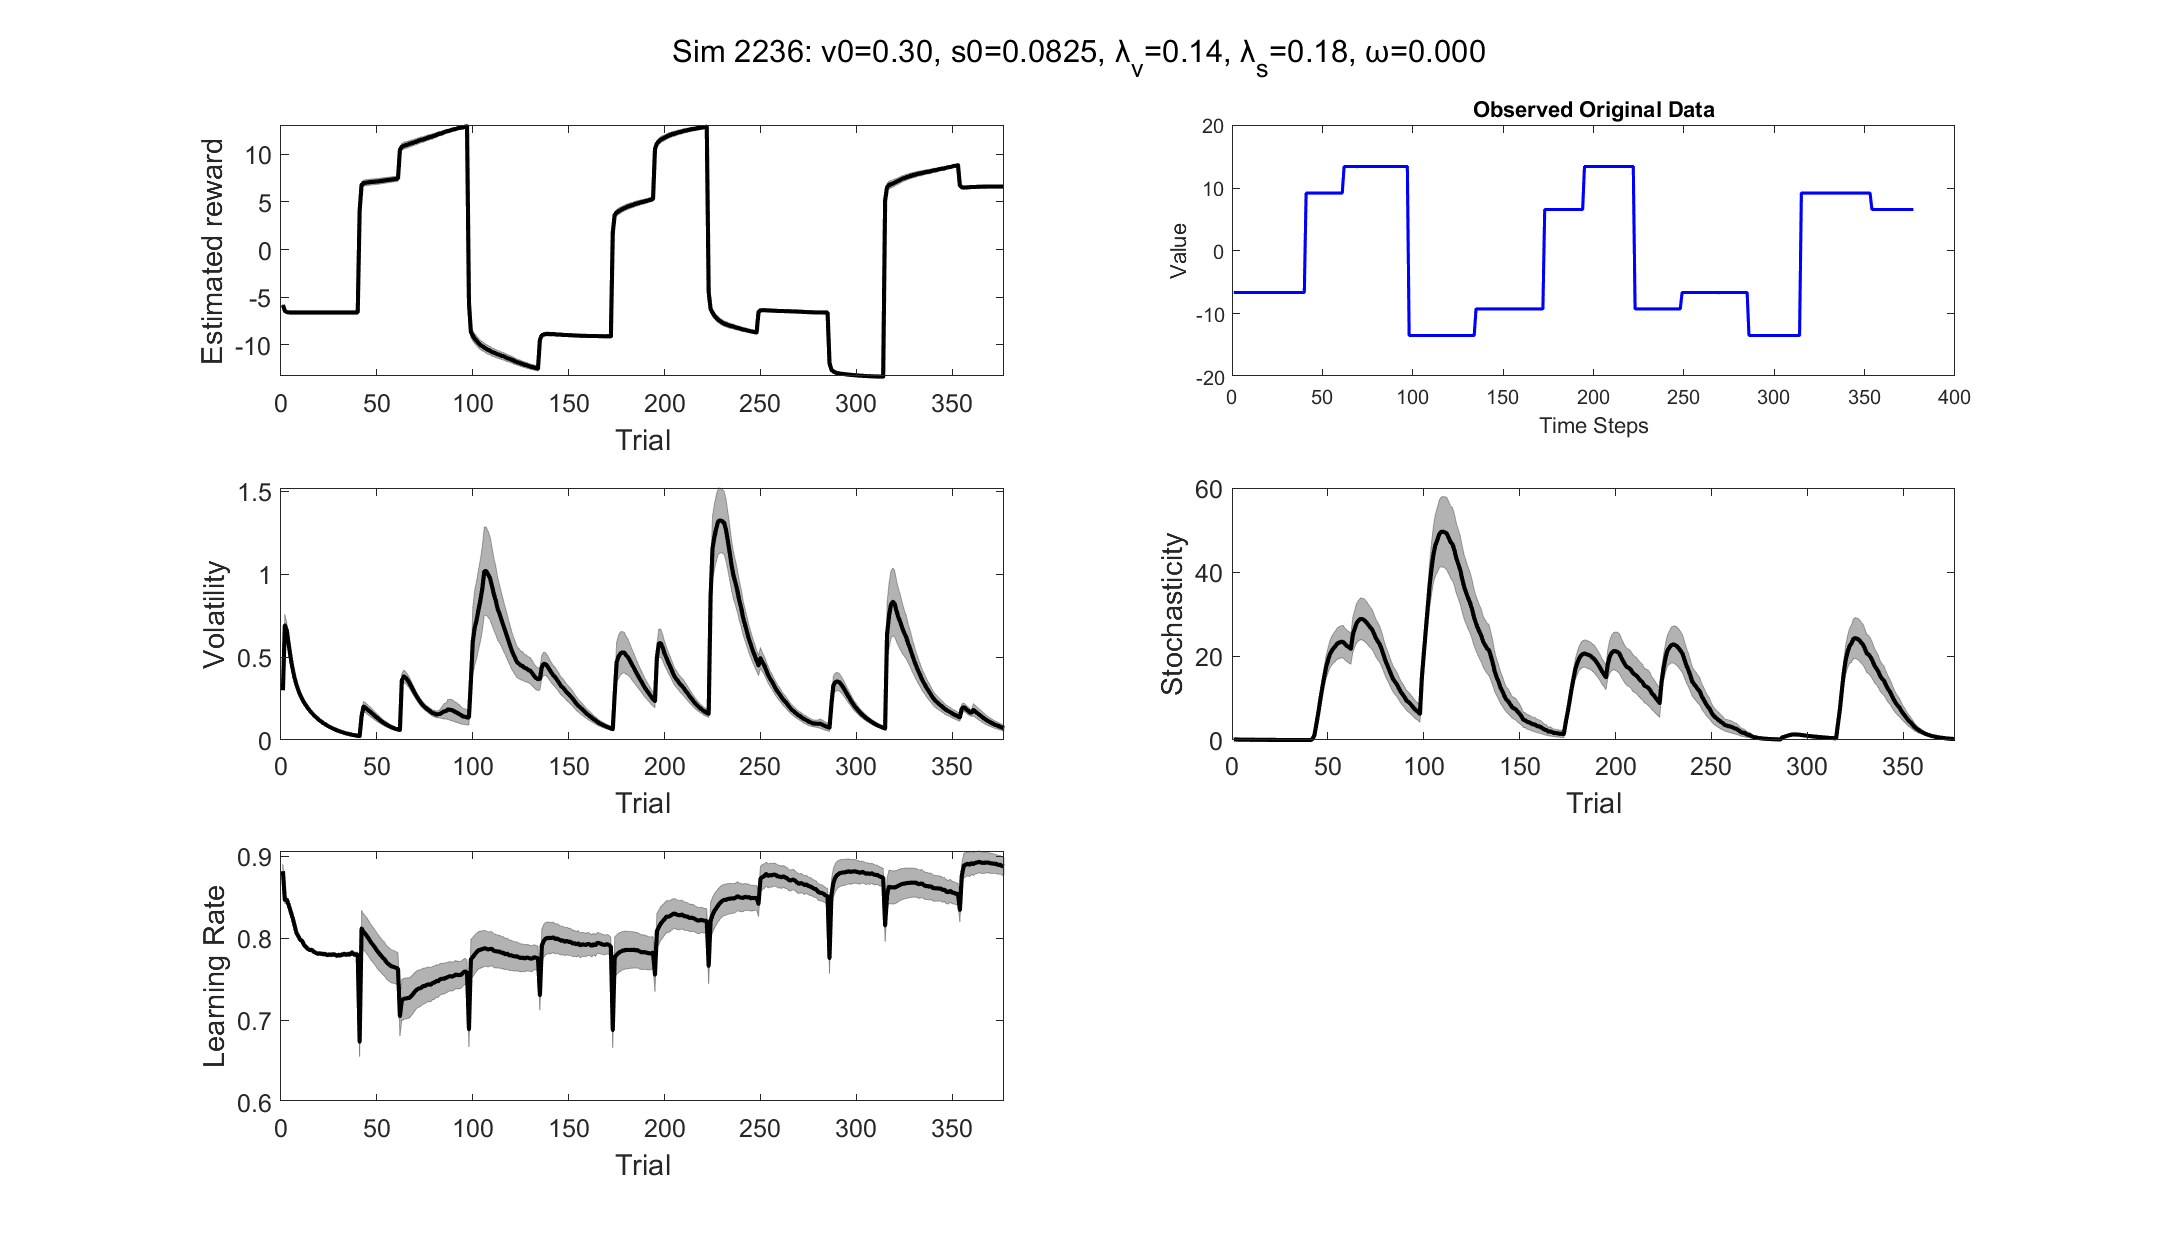 Sim 2236: v0=0.30, s0=0.0825, λ_v=0.14, λ_s=0.18, ω=0.000
Estimated reward
10
5
0
-5
-10
0 50 100 150 200 250 300 350
Trial
Observed Original Data
Value
20
10
0
-10
-20
0 50 100 150 200 250 300 350 400
Time Steps
Volatility
1.5
1
0.5
0
0 50 100 150 200 250 300 350
Trial
Stochasticity
60
40
20
0
0 50 100 150 200 250 300 350
Trial
Learning Rate
0.9
0.8
0.7
0.6
0 50 100 150 200 250 300 350
Trial